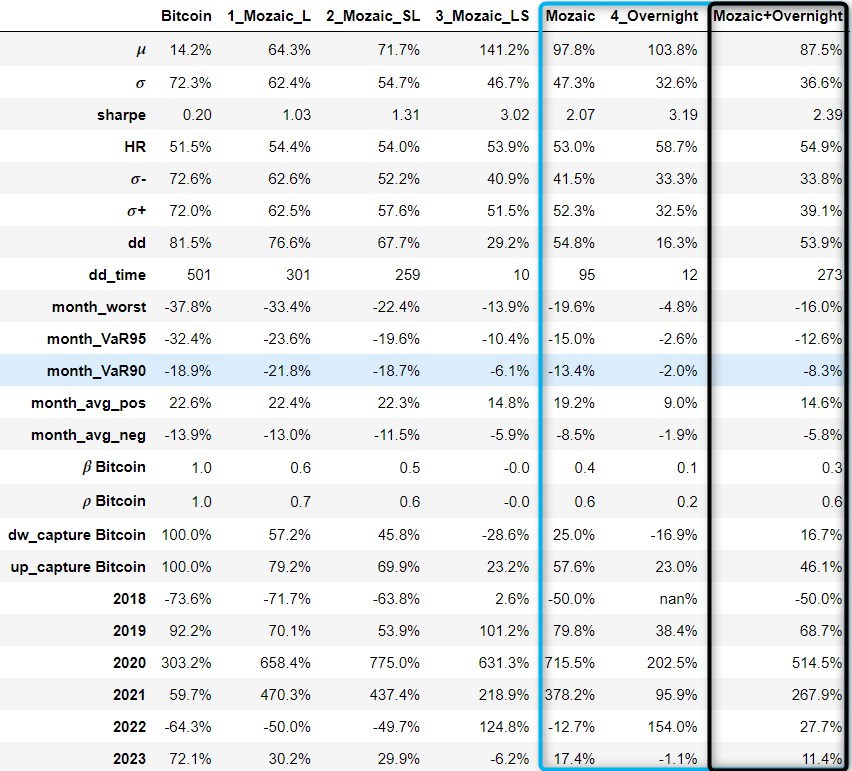 Bitcoin 1_Mozaic_L 2_Mozaic_SL 3_Mozaic_LS Mozaic 4_Overnight Mozaic+Overnight
μ 14.2% 64.3% 71.7% 141.2% 97.8% 103.8% 87.5%
σ 72.3% 62.4% 54.7% 46.7% 47.3% 32.6% 36.6%
sharpe 0.20 1.03 1.31 3.02 2.07 3.19 2.39
HR 51.5% 54.4% 54.0% 53.9% 53.0% 58.7% 54.9%
σ- 72.6% 62.6% 52.2% 40.9% 41.5% 33.3% 33.8%
σ+ 72.0% 62.5% 57.6% 51.5% 52.3% 32.5% 39.1%
dd 81.5% 76.6% 67.7% 29.2% 54.8% 16.3% 53.9%
dd_time 501 301 259 10 95 12 273
month_worst -37.8% -33.4% -22.4% -13.9% -19.6% -4.8% -16.0%
month_VaR95 -32.4% -23.6% -19.6% -10.4% -15.0% -2.6% -12.6%
month_VaR90 -18.9% -21.8% -18.7% -6.1% -13.4% -2.0% -8.3%
month_avg_pos 22.6% 22.4% 22.3% 14.8% 19.2% 9.0% 14.6%
month_avg_neg -13.9% -13.0% -11.5% -5.9% -8.5% -1.9% -5.8%
β Bitcoin 1.0 0.6 0.5 -0.0 0.4 0.1 0.3
ρ Bitcoin 1.0 0.7 0.6 -0.0 0.6 0.2 0.6
dw_capture Bitcoin 100.0% 57.2% 45.8% -28.6% 25.0% -16.9% 16.7%
up_capture Bitcoin 100.0% 79.2% 69.9% 23.2% 57.6% 23.0% 46.1%
2018 -73.6% -71.7% -63.8% 2.6% -50.0% nan% -50.0%
2019 92.2% 70.1% 53.9% 101.2% 79.8% 38.4% 68.7%
2020 303.2% 658.4% 775.0% 631.3% 715.5% 202.5% 514.5%
2021 59.7% 470.3% 437.4% 218.9% 378.2% 95.9% 267.9%
2022 -64.3% -50.0% -49.7% 124.8% -12.7% 154.0% 27.7%
2023 72.1% 30.2% 29.9% -6.2% 17.4% -1.1% 11.4%